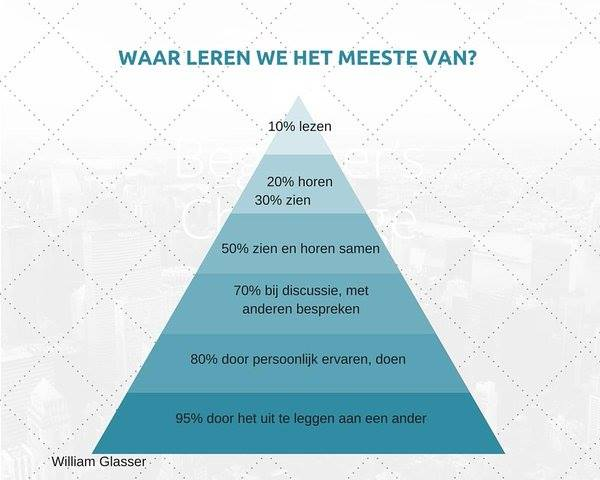 WAAR LEREN WE HET MEESTE VAN?
10% lezen
20% horen
30% zien
50% zien en horen samen
70% bij discussie, met
anderen bespreken
80% door persoonlijk ervaren, doen
95% door het uit te leggen aan een ander
William Glasser